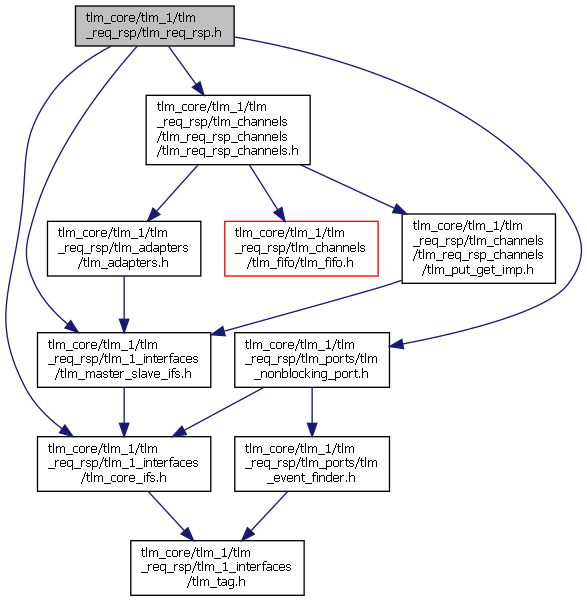 tlm_core/tlm_1/tlm
_req_rsp/tlm_req_rsp.h
tlm_core/tlm_1/tlm
_req_rsp/tlm_channels
/tlm_req_rsp_channels
/tlm_req_rsp_channels.h
tlm_core/tlm_1/tlm
_req_rsp/tlm_adapters
/tlm_adapters.h
tlm_core/tlm_1/tlm
_req_rsp/tlm_channels
/tlm_fifo/tlm_fifo.h
tlm_core/tlm_1/tlm
_req_rsp/tlm_channels
/tlm_req_rsp_channels
/tlm_put_get_imp.h
tlm_core/tlm_1/tlm
_req_rsp/tlm_1_interfaces
/tlm_master_slave_ifs.h
tlm_core/tlm_1/tlm
_req_rsp/tlm_ports/tlm
_nonblocking_port.h
tlm_core/tlm_1/tlm
_req_rsp/tlm_1_interfaces
/tlm_core_ifs.h
tlm_core/tlm_1/tlm
_req_rsp/tlm_ports/tlm
_event_finder.h
tlm_core/tlm_1/tlm
_req_rsp/tlm_1_interfaces
/tlm_tag.h